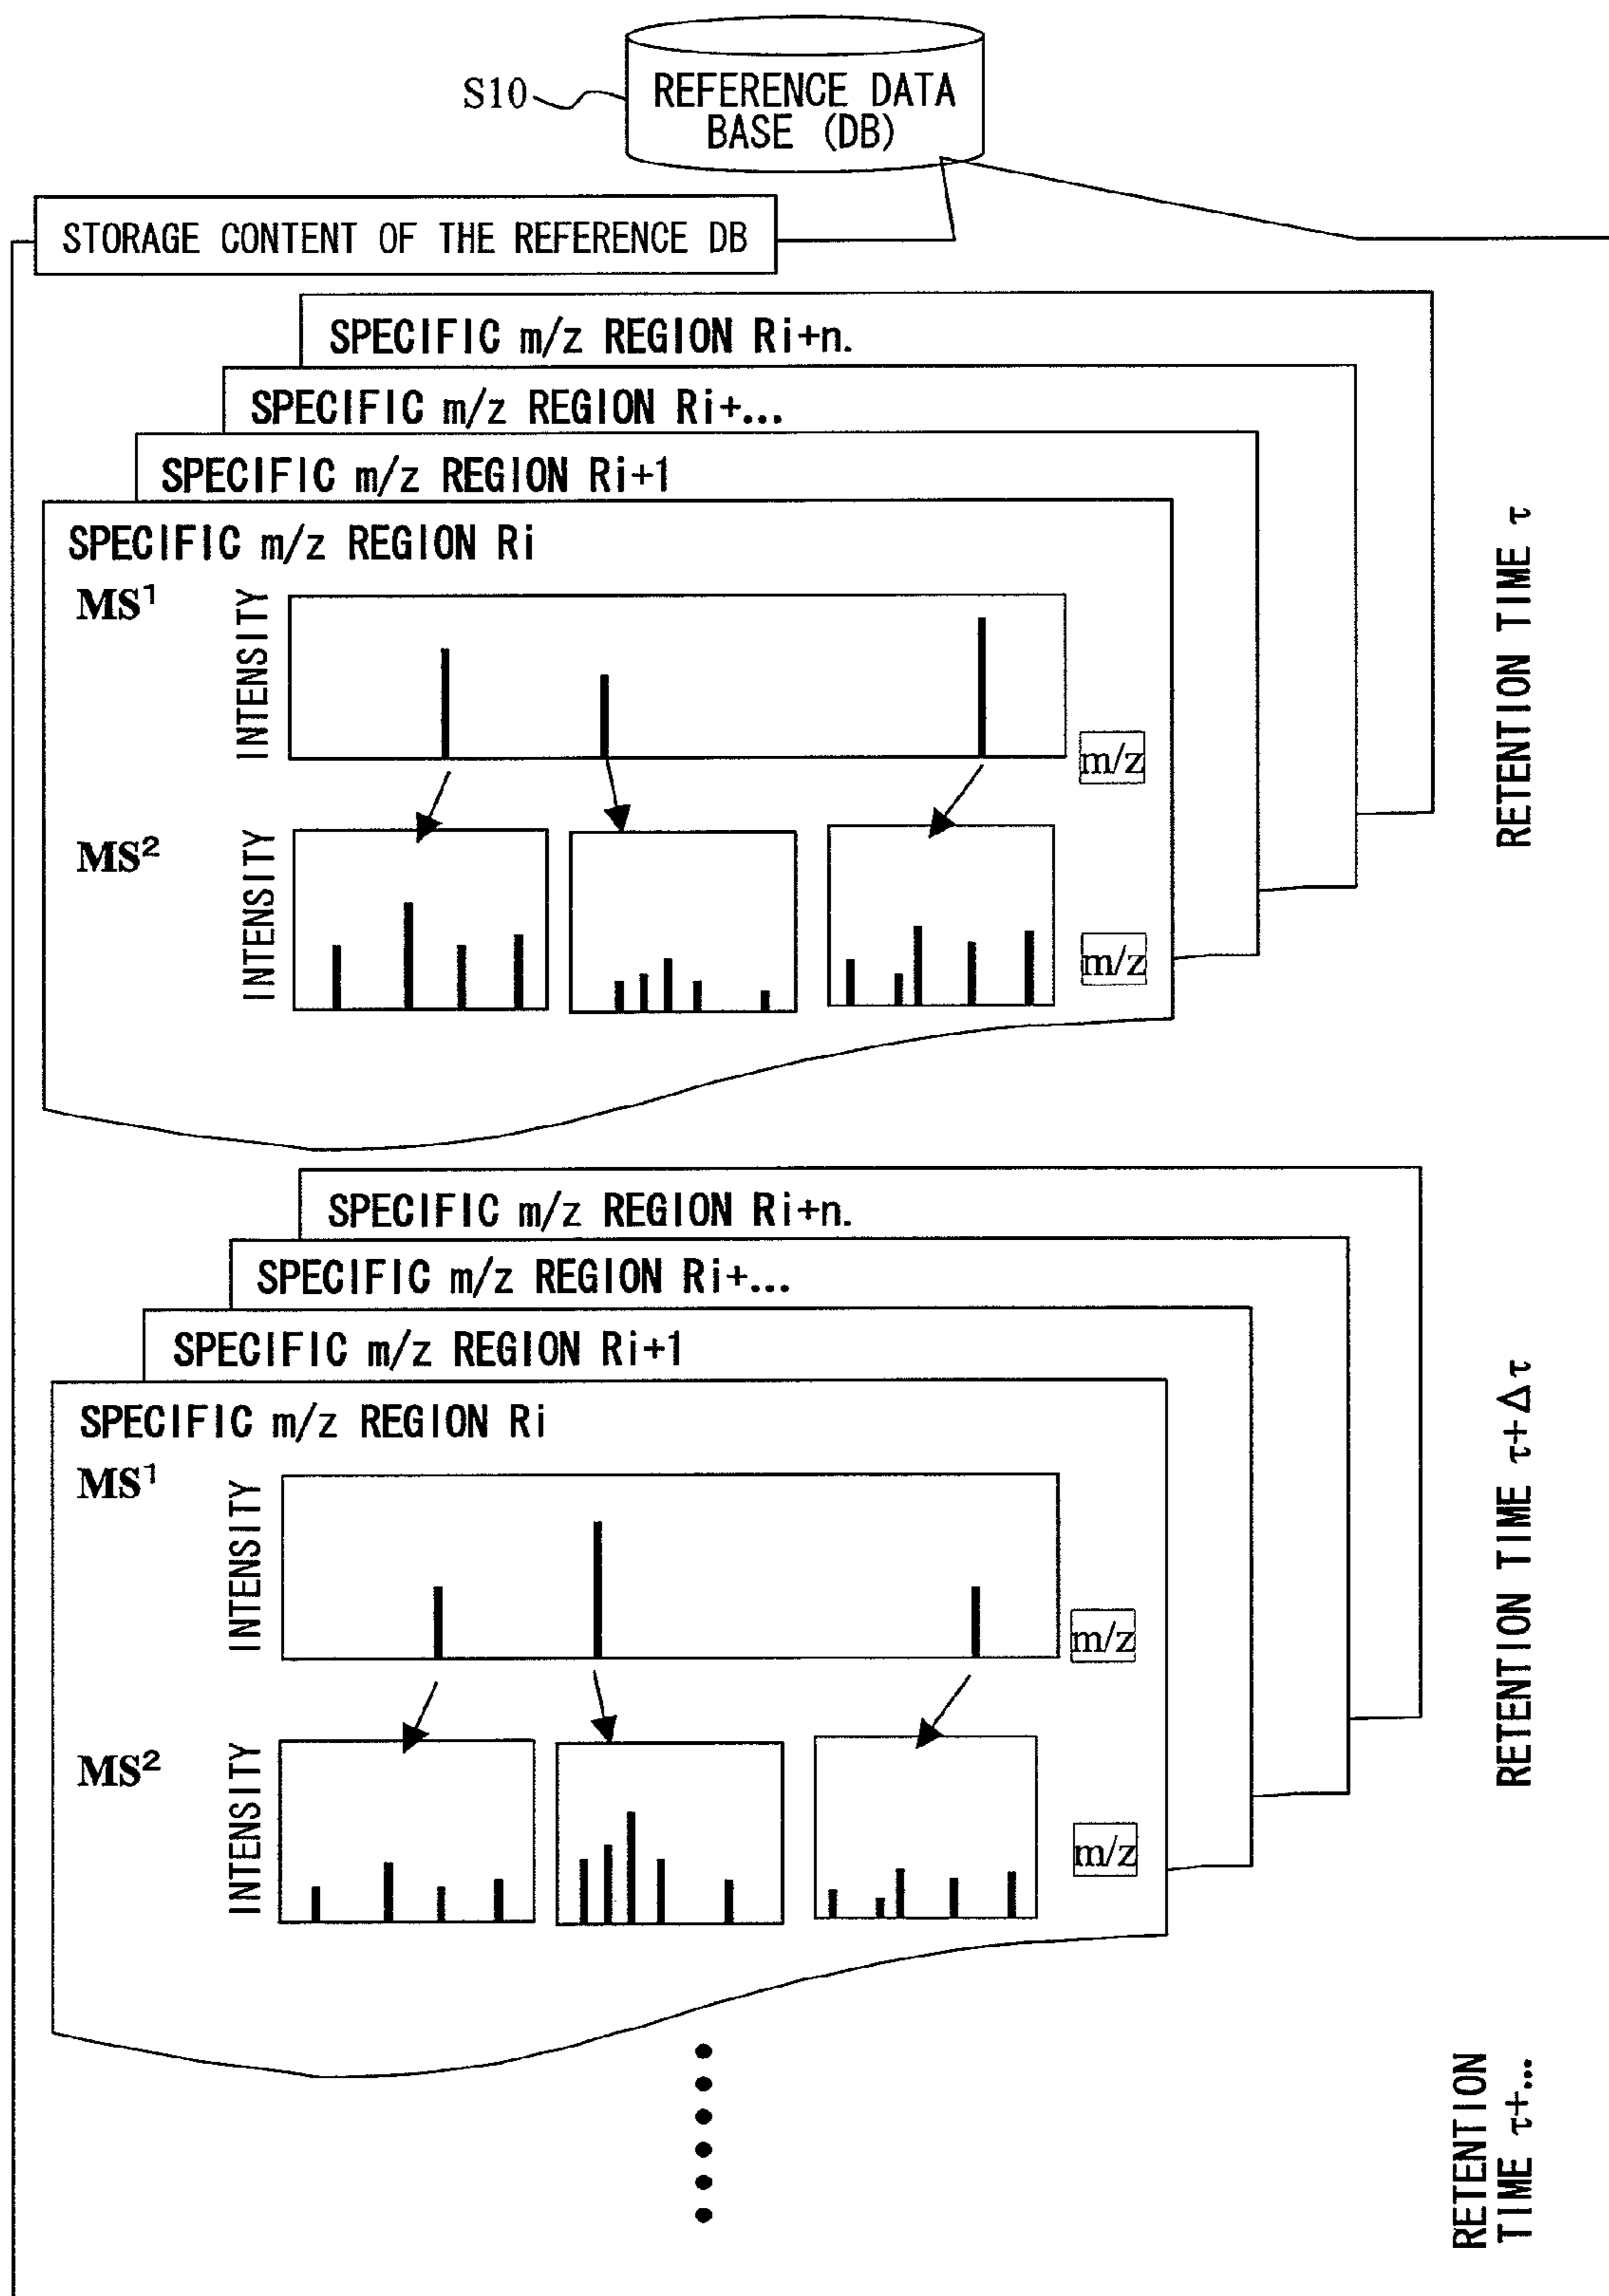 S10
REFERENCE DATA
BASE (DB)
STORAGE CONTENT OF THE REFERENCE DB
SPECIFIC m/z REGION Ri+n.
SPECIFIC m/z REGION Ri+...
SPECIFIC m/z REGION Ri+1
SPECIFIC m/z REGION Ri
MS¹
INTENSITY
m/z
MS²
INTENSITY
m/z
RETENTION TIME τ
SPECIFIC m/z REGION Ri+n.
SPECIFIC m/z REGION Ri+...
SPECIFIC m/z REGION Ri+1
SPECIFIC m/z REGION Ri
MS¹
INTENSITY
m/z
MS²
INTENSITY
m/z
RETENTION TIME τ+Δτ
RETENTION
TIME τ+...